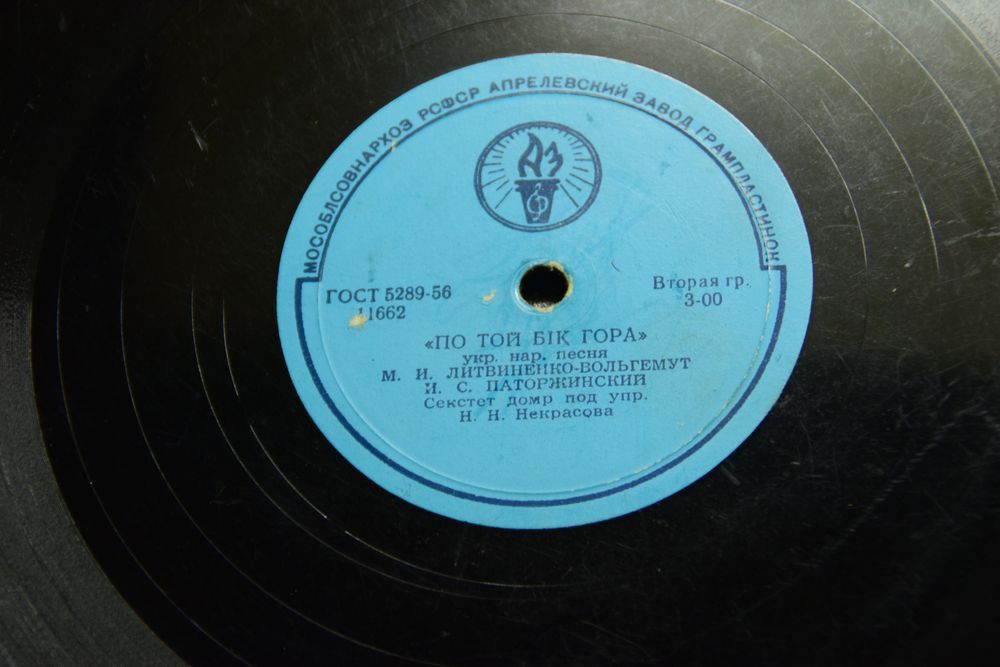 МОСОБЛСОВНАРХОЗ РСФСР АПРЕЛЕВСКИЙ ЗАВОД ГРАМПЛАСТИНОК
АЗ
ГОСТ 5289-56
11662
Вторая гр.
3-00
«ПО ТОЙ БІК ГОРА»
укр. нар. песня
М. И. ЛИТВИНЕНКО-ВОЛЬГЕМУТ
И. С. ПАТОРЖИНСКИЙ
Секстет домр под упр.
Н. Н. Некрасова